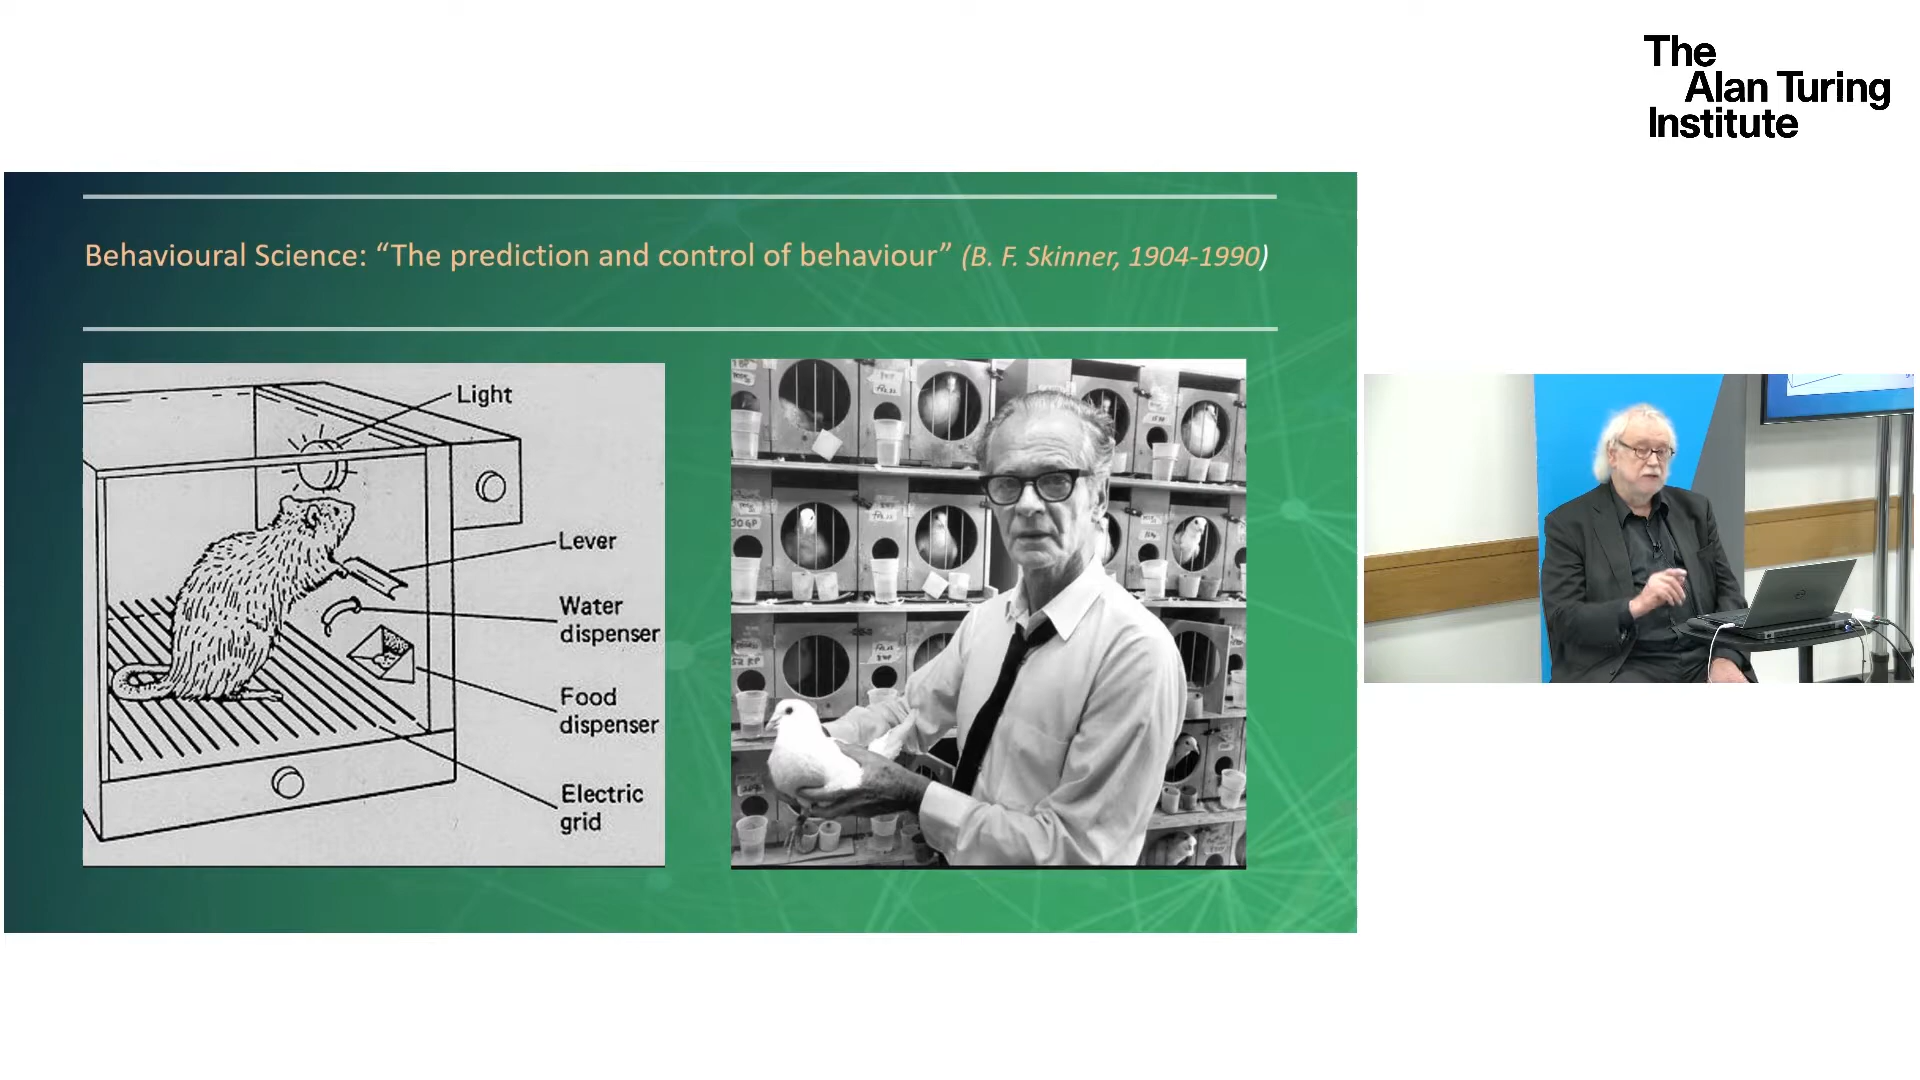 The
Alan Turing
Institute
Behavioural Science: “The prediction and control of behaviour” (B. F. Skinner, 1904-1990)
Light
Lever
Water
dispenser
Food
dispenser
Electric
grid